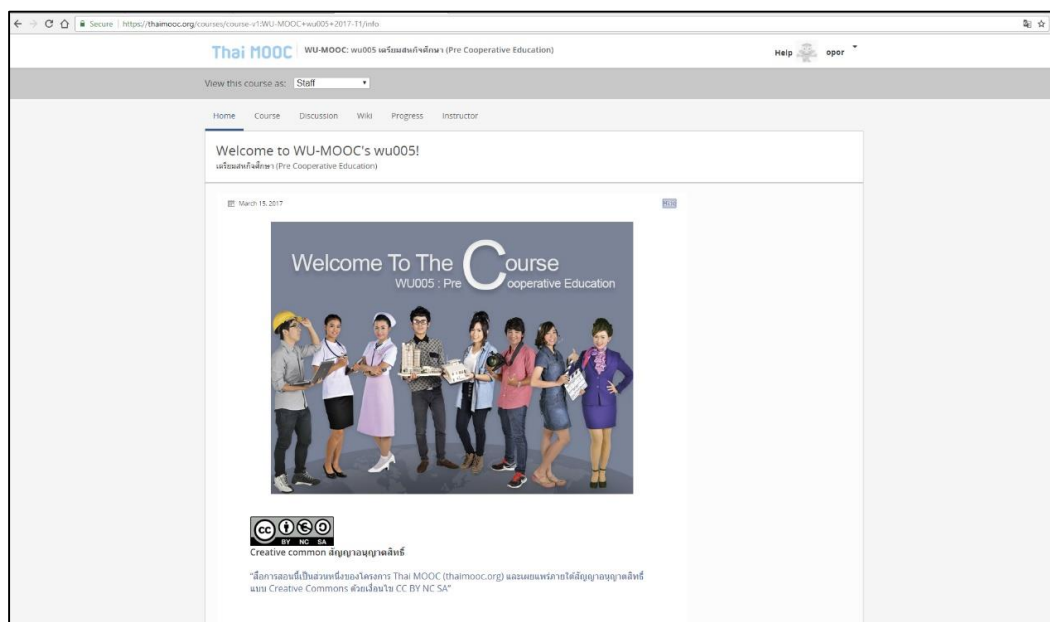 Secure https://thaimooc.org/courses/course-v1:WU-MOOC+wu005+2017-T1/info
Thai MOOC WU-MOOC: wu005 เตรียมสหกิจศึกษา (Pre Cooperative Education) Help opor
View this course as: Staff
Home Course Discussion Wiki Progress Instructor
Welcome to WU-MOOC's wu005!
เตรียมสหกิจศึกษา (Pre Cooperative Education)
March 15, 2017 Hide
Welcome To The Course
WU005 : Pre Cooperative Education
cc BY NC SA
Creative common สัญญาอนุญาตสิทธิ์
"สื่อการสอนนี้เป็นส่วนหนึ่งของโครงการ Thai MOOC (thaimooc.org) และเผยแพร่ภายใต้สัญญาอนุญาตสิทธิ์
แบบ Creative Commons ด้วยเงื่อนไข CC BY NC SA"